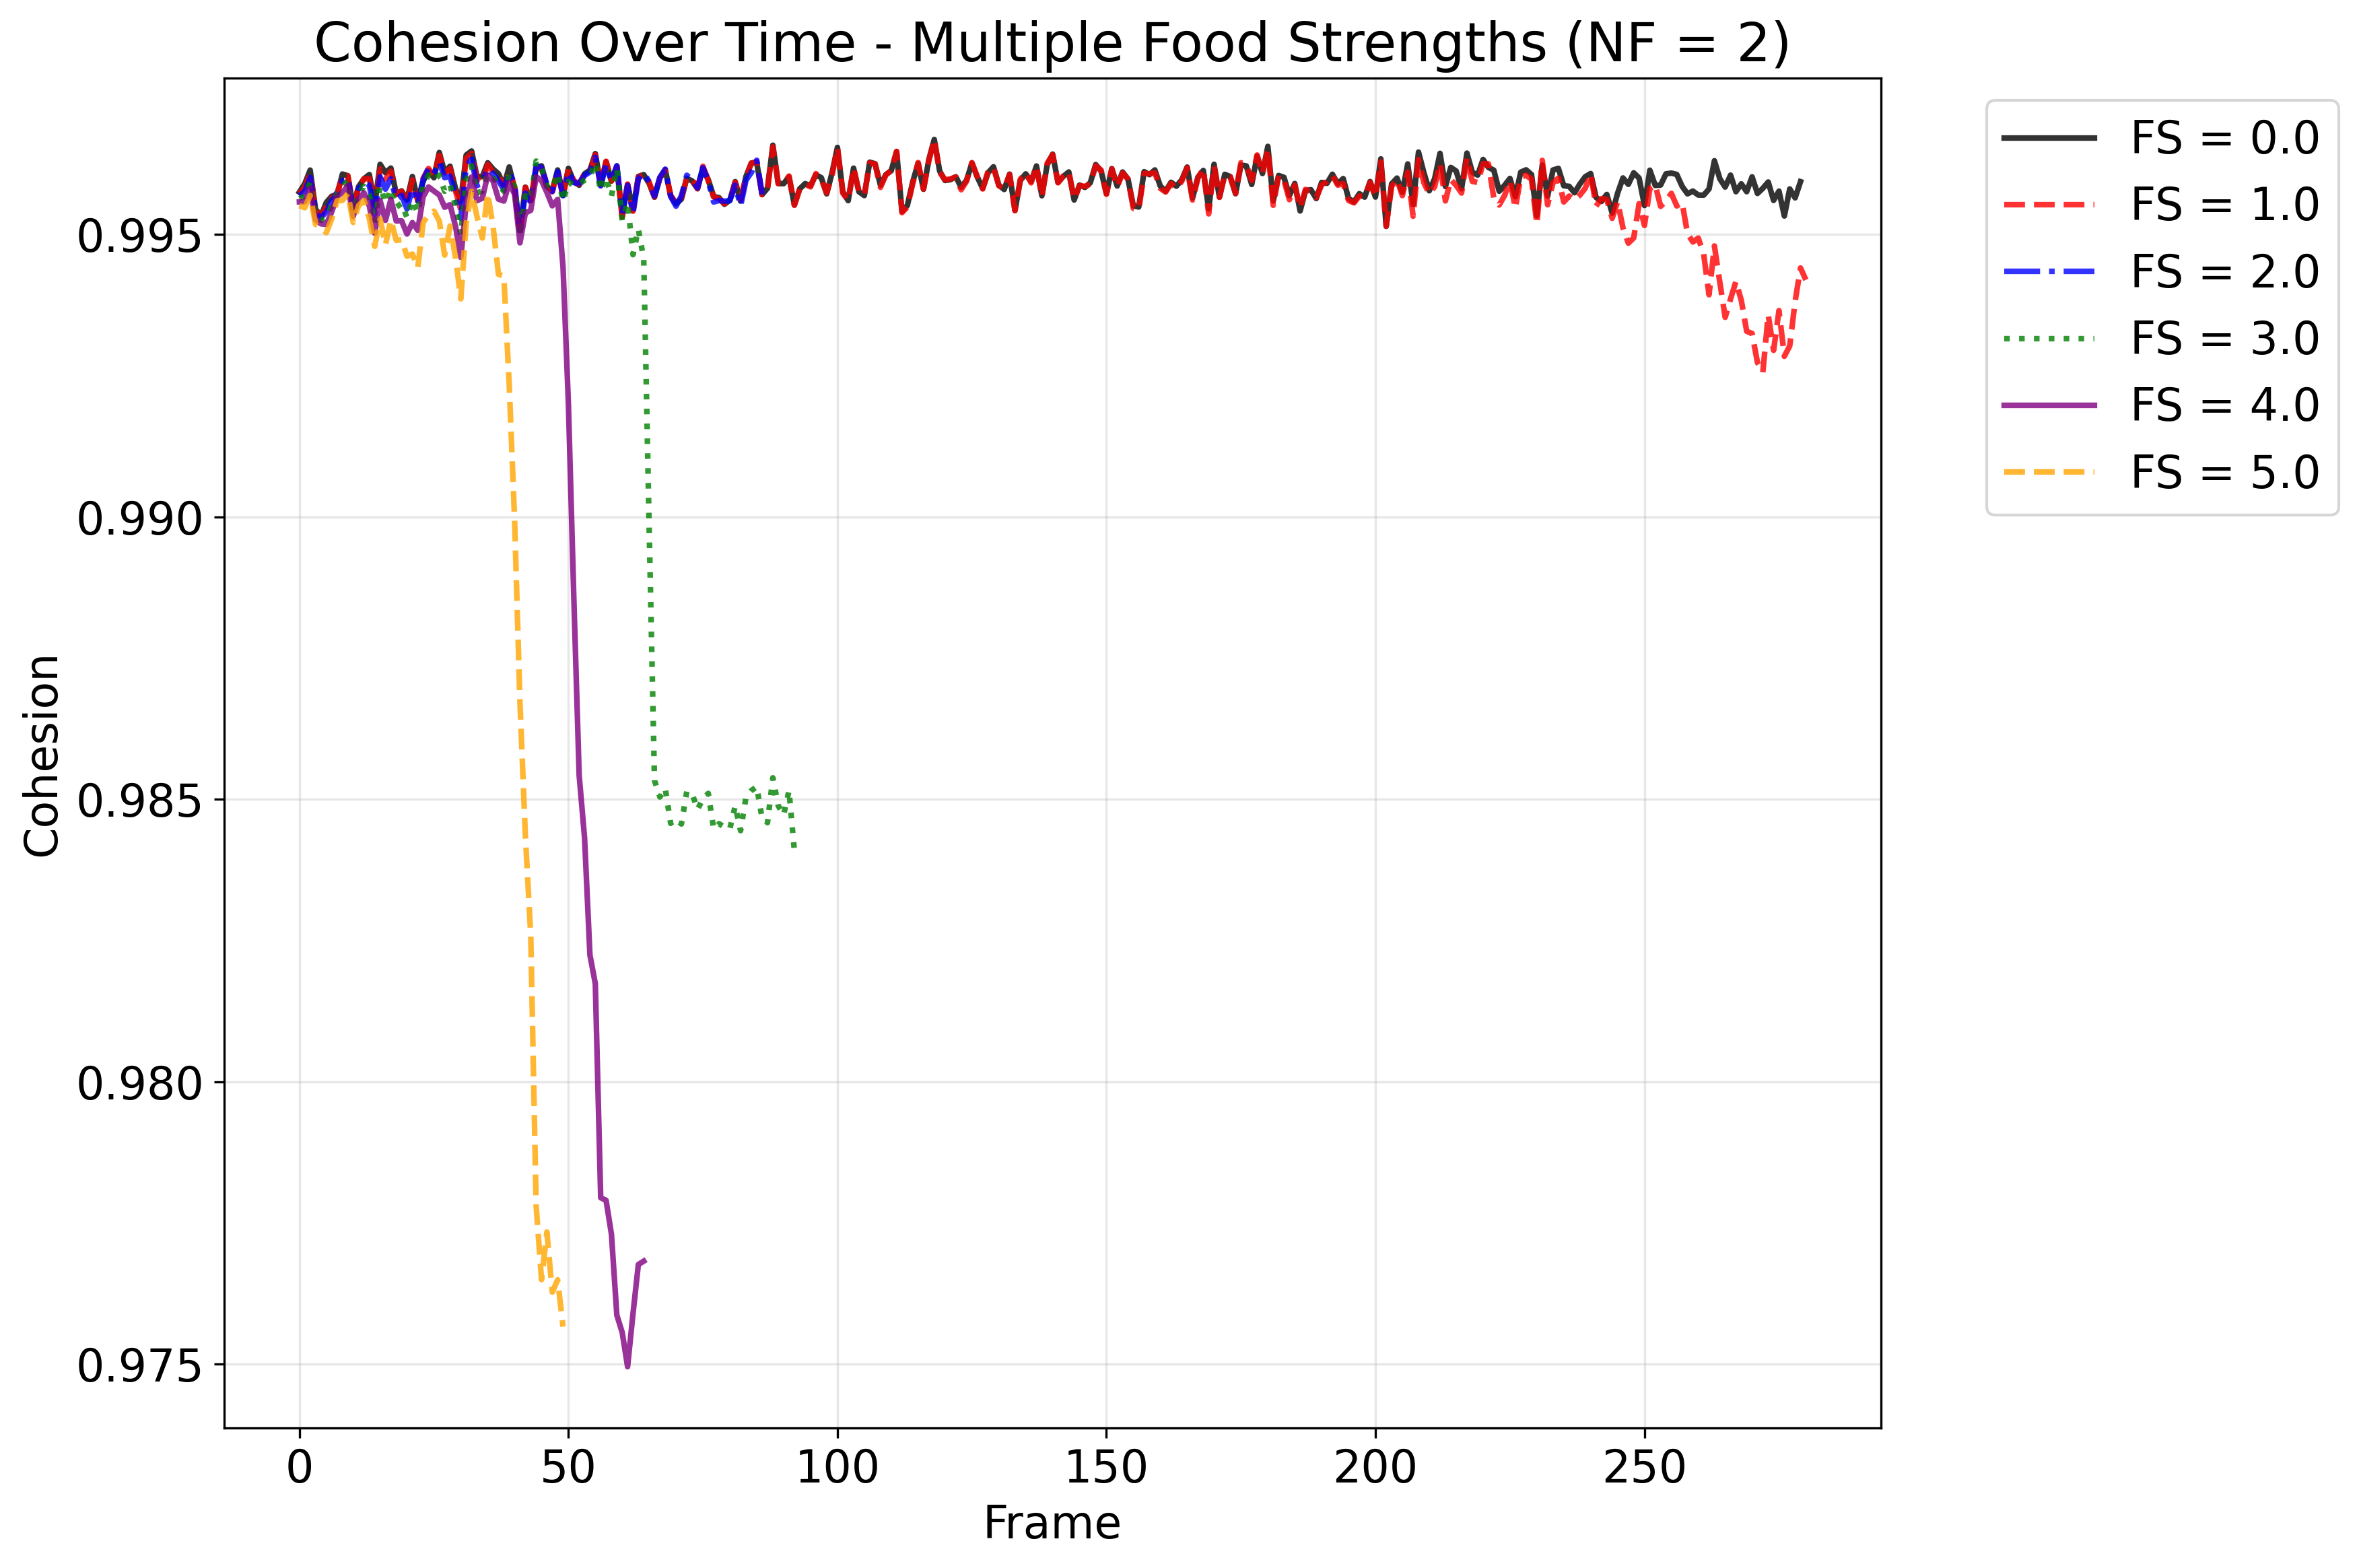 Cohesion Over Time - Multiple Food Strengths (NF = 2)
FS = 0.0
FS = 1.0
FS = 2.0
FS = 3.0
FS = 4.0
FS = 5.0
0.995
0.990
0.985
0.980
0.975
Cohesion
0 50 100 150 200 250
Frame